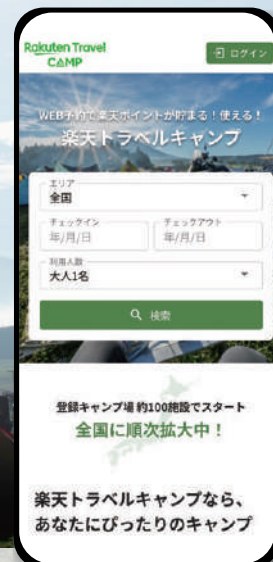 Rakuten Travel
CAMP
ログイン
WEB予約で楽天ポイントが貯まる！使える！
楽天トラベルキャンプ
エリア
全国
チェックイン
年/月/日
チェックアウト
年/月/日
利用人数
大人1名
検索
登録キャンプ場 約100施設でスタート
全国に順次拡大中！
楽天トラベルキャンプなら、
あなたにぴったりのキャンプ